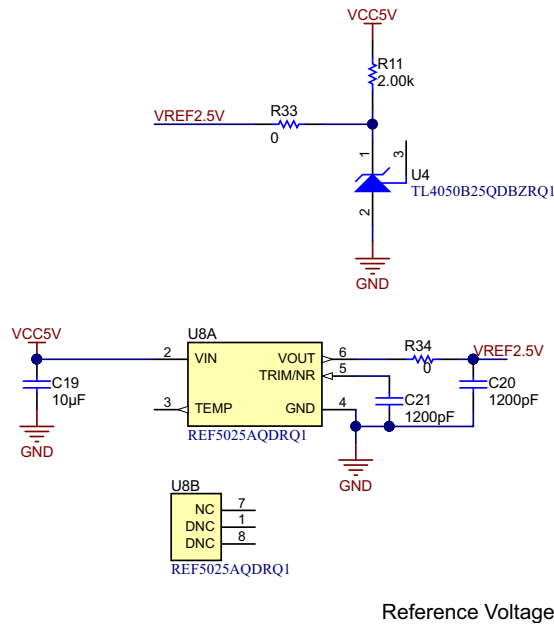 VCC5V
R11
2.00k
VREF2.5V
R33
0
1
3
U4
TL4050B25QDBZRQ1
2
GND
VCC5V
U8A
2
VIN
VOUT
6
R34
0
VREF2.5V
TRIM/NR
5
C19
10µF
C20
1200pF
C21
1200pF
3
TEMP
GND
4
REF5025AQDRQ1
GND
GND
U8B
NC
7
DNC
1
DNC
8
REF5025AQDRQ1
Reference Voltage